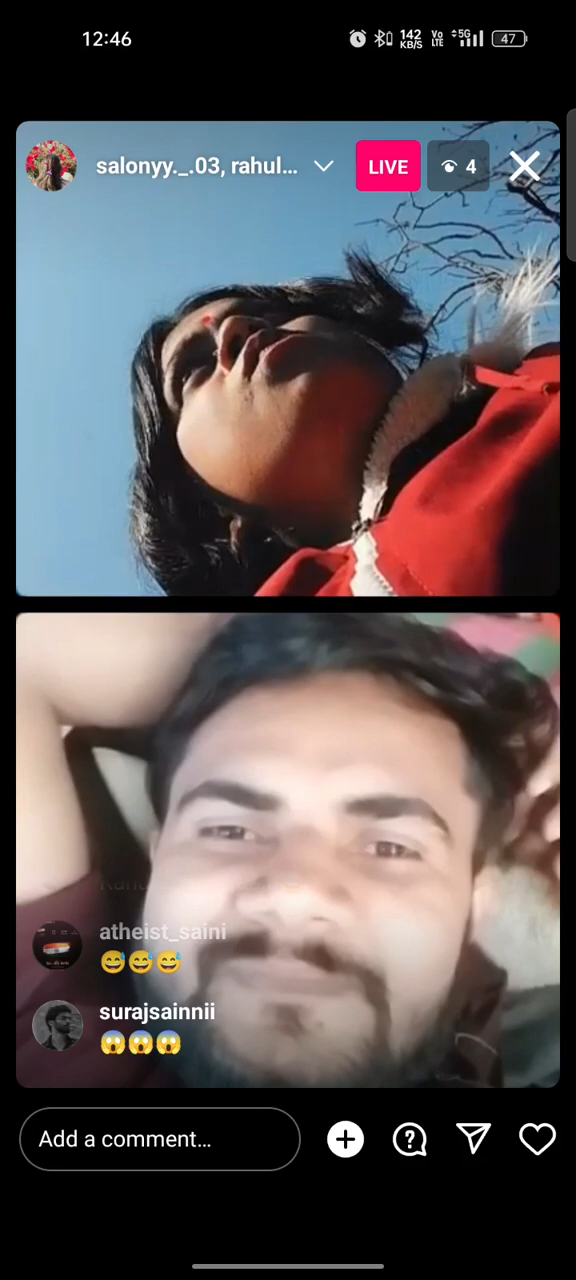 12:46
142
KB/S
Vo
LTE
5G
47
salonyy._.03, rahul...
LIVE
4
atheist_saini
😅😅😅
surajsainnii
😱😱😱
Add a comment...